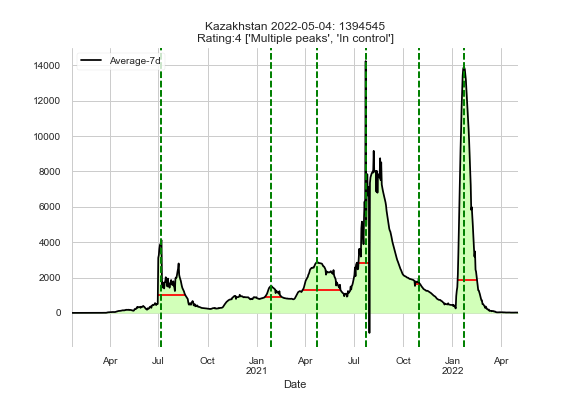 Kazakhstan 2022-05-04: 1394545
Rating:4 ['Multiple peaks', 'In control']
Average-7d
14000
12000
10000
8000
6000
4000
2000
0
Apr Jul Oct Jan Apr Jul Oct Jan Apr
2021 2022
Date